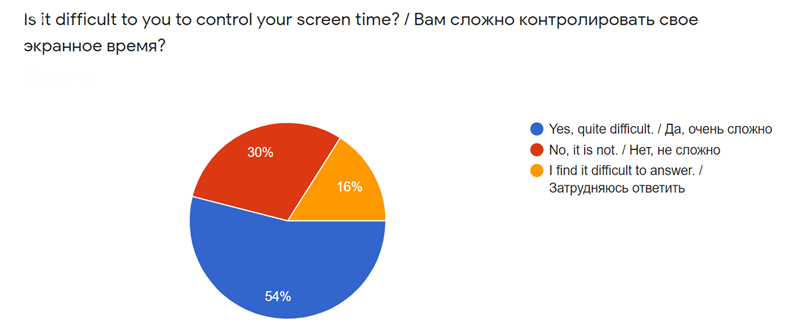 Is it difficult to you to control your screen time? / Вам сложно контролировать свое
экранное время?
30%
16%
54%
Yes, quite difficult. / Да, очень сложно
No, it is not. / Нет, не сложно
I find it difficult to answer. /
Затрудняюсь ответить